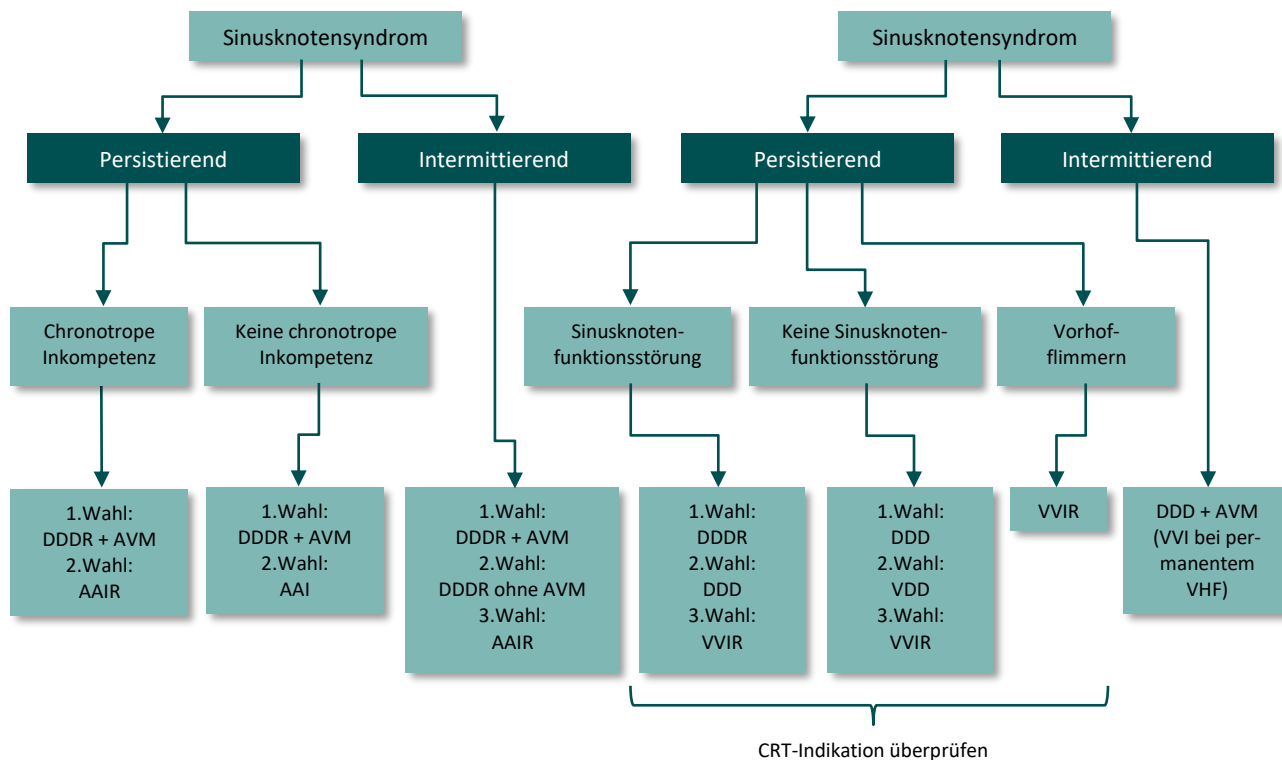 Sinusknotensyndrom
Sinusknotensyndrom
Persistierend
Intermittierend
Persistierend
Intermittierend
Chronotrope
Inkompetenz
Keine chronotrope
Inkompetenz
Sinusknoten-
funktionsstörung
Keine Sinusknoten-
funktionsstörung
Vorhof-
flimmern
1.Wahl:
DDDR + AVM
2.Wahl:
AAIR
1.Wahl:
DDDR + AVM
2.Wahl:
AAI
1.Wahl:
DDDR + AVM
2.Wahl:
DDDR ohne AVM
3.Wahl:
AAIR
1.Wahl:
DDDR
2.Wahl:
DDD
3.Wahl:
VVIR
1.Wahl:
DDD
2.Wahl:
VDD
3.Wahl:
VVIR
VVIR
DDD + AVM
(VVI bei per-
manentem
VHF)
CRT-Indikation überprüfen